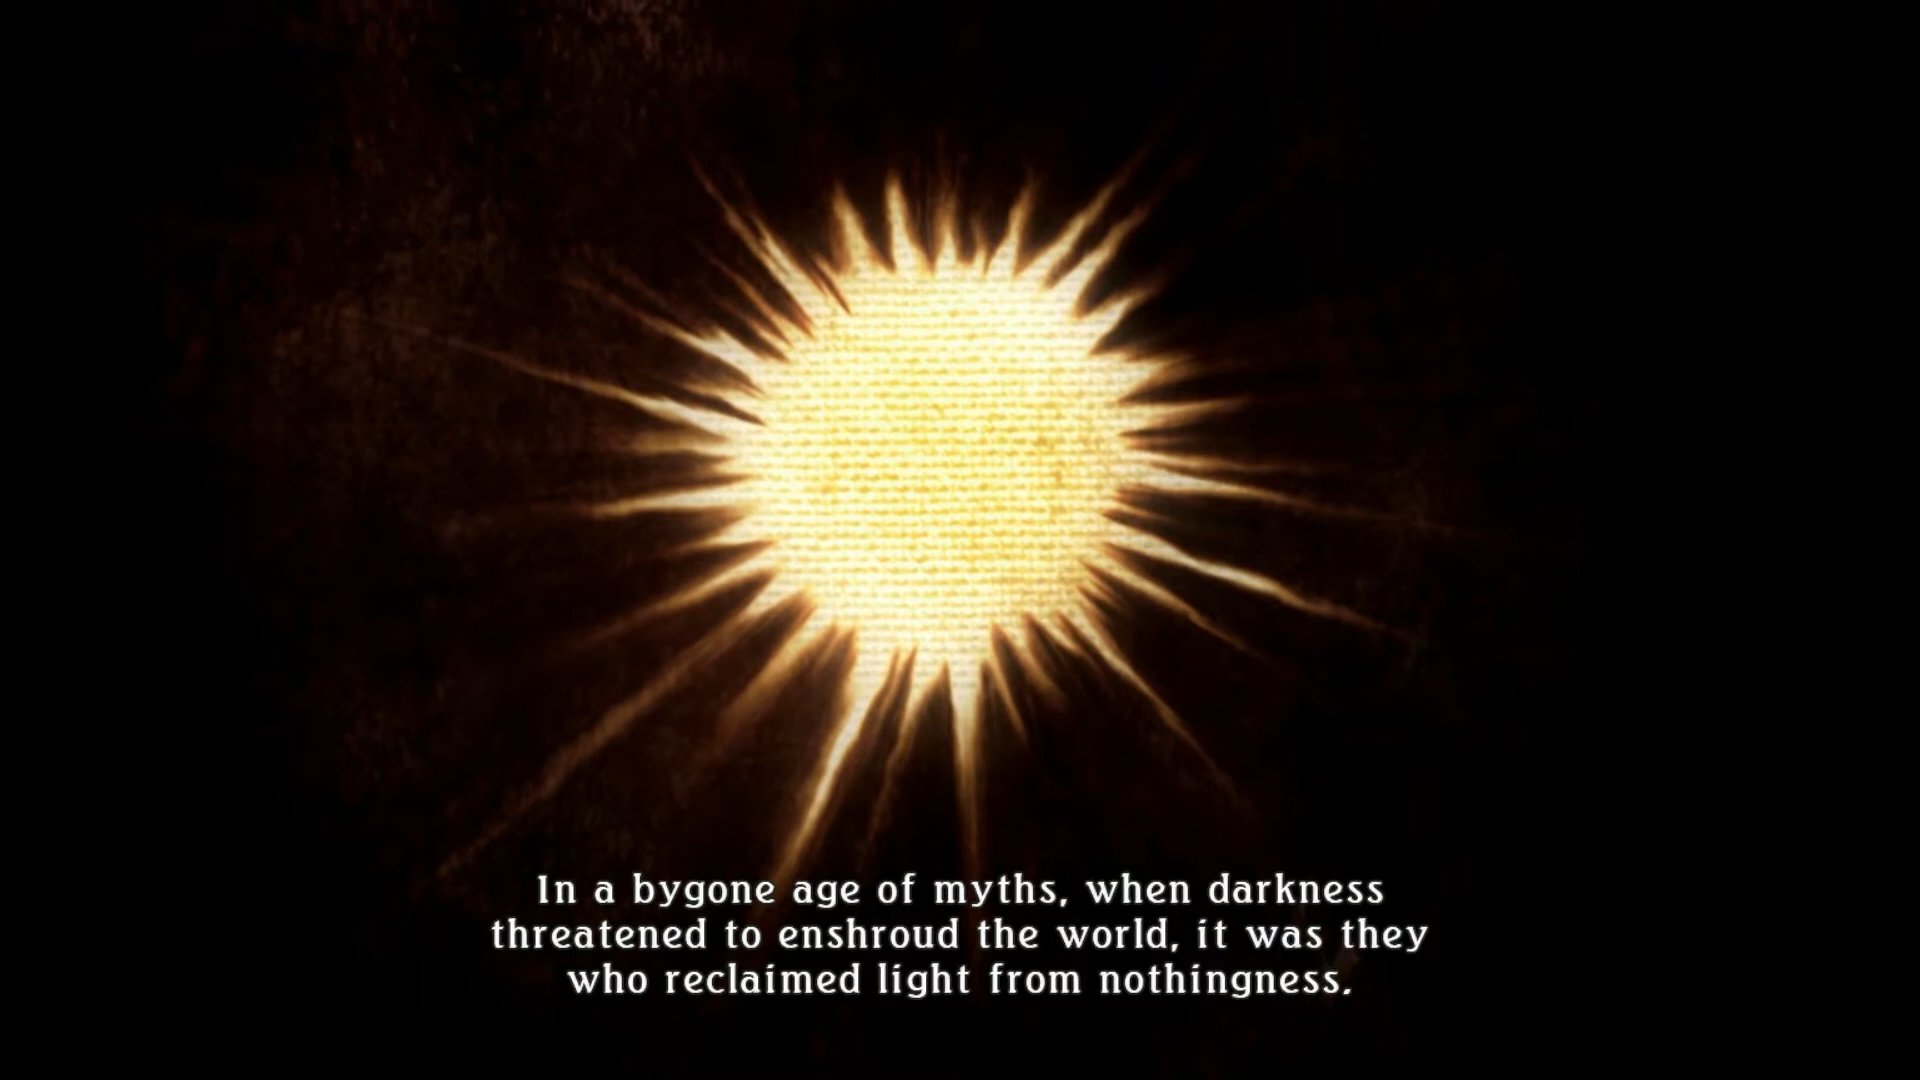 In a bygone age of myths, when darkness
threatened to enshroud the world, it was they
who reclaimed light from nothingness.